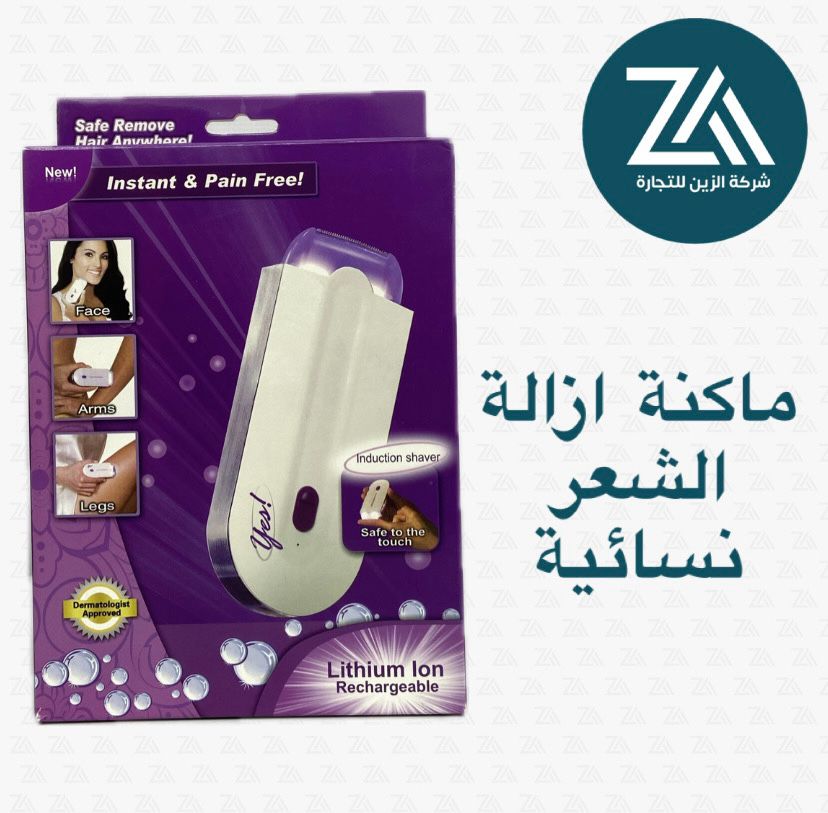 Safe Remove
Hair Anywhere!
New!
Instant & Pain Free!
Face
Arms
Legs
Induction shaver
Safe to the
touch
Yes!
Dermatologist
Approved
Lithium Ion
Rechargeable
ZA
شركة الزين للتجارة
ماكنة ازالة
الشعر
نسائية